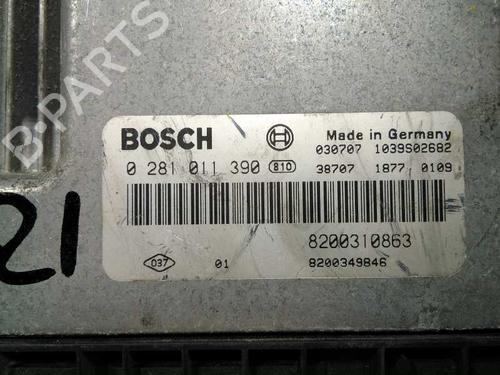 B-PARTS
BOSCH
Made in Germany
030707 1039S02682
0 281 011 390 810
38707 1877 0109
8200310863
037 01 8200349846
21